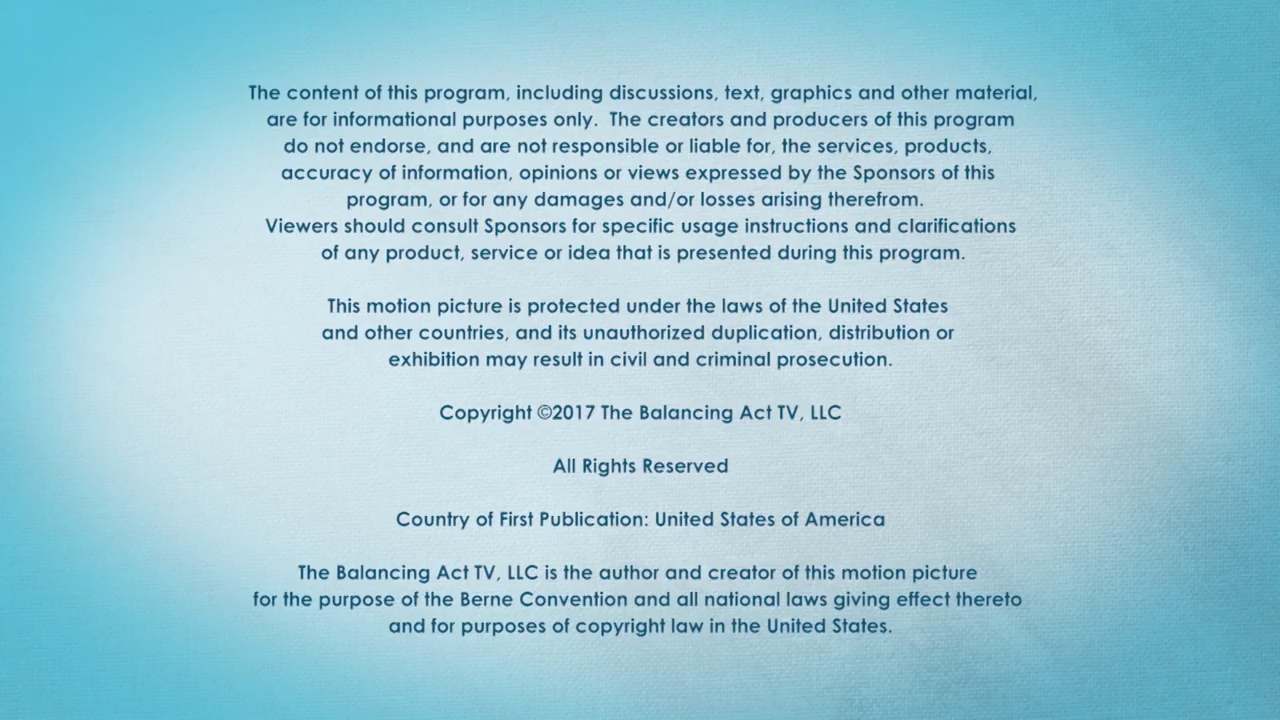 The content of this program, including discussions, text, graphics and other material,
are for informational purposes only.  The creators and producers of this program
do not endorse, and are not responsible or liable for, the services, products,
accuracy of information, opinions or views expressed by the Sponsors of this
program, or for any damages and/or losses arising therefrom.
Viewers should consult Sponsors for specific usage instructions and clarifications
of any product, service or idea that is presented during this program.
This motion picture is protected under the laws of the United States
and other countries, and its unauthorized duplication, distribution or
exhibition may result in civil and criminal prosecution.
Copyright ©2017 The Balancing Act TV, LLC
All Rights Reserved
Country of First Publication: United States of America
The Balancing Act TV, LLC is the author and creator of this motion picture
for the purpose of the Berne Convention and all national laws giving effect thereto
and for purposes of copyright law in the United States.